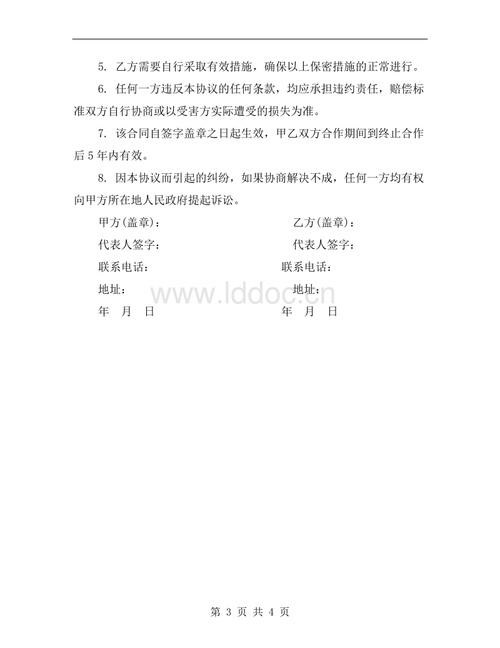 5. 乙方需要自行采取有效措施，确保以上保密措施的正常进行。
6. 任何一方违反本协议的任何条款，均应承担违约责任，赔偿标
准双方自行协商或以受害方实际遭受的损失为准。
7. 该合同自签字盖章之日起生效，甲乙双方合作期间到终止合作
后 5 年内有效。
8. 因本协议而引起的纠纷，如果协商解决不成，任何一方均有权
向甲方所在地人民政府提起诉讼。
甲方(盖章)： 乙方(盖章)：
代表人签字： 代表人签字：
联系电话： 联系电话：
地址： 地址：
www.lddoc.cn
年 月 日 年 月 日
第 3 页 共 4 页